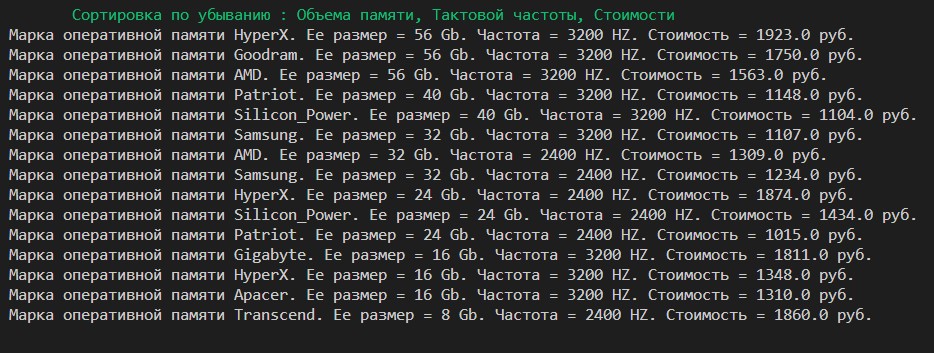 Сортировка по убыванию : Объема памяти, Тактовой частоты, Стоимости
Марка оперативной памяти HyperX. Ее размер = 56 Gb. Частота = 3200 HZ. Стоимость = 1923.0 руб.
Марка оперативной памяти Goodram. Ее размер = 56 Gb. Частота = 3200 HZ. Стоимость = 1750.0 руб.
Марка оперативной памяти AMD. Ее размер = 56 Gb. Частота = 3200 HZ. Стоимость = 1563.0 руб.
Марка оперативной памяти Patriot. Ее размер = 40 Gb. Частота = 3200 HZ. Стоимость = 1148.0 руб.
Марка оперативной памяти Silicon_Power. Ее размер = 40 Gb. Частота = 3200 HZ. Стоимость = 1104.0 руб.
Марка оперативной памяти Samsung. Ее размер = 32 Gb. Частота = 3200 HZ. Стоимость = 1107.0 руб.
Марка оперативной памяти AMD. Ее размер = 32 Gb. Частота = 2400 HZ. Стоимость = 1309.0 руб.
Марка оперативной памяти Samsung. Ее размер = 32 Gb. Частота = 2400 HZ. Стоимость = 1234.0 руб.
Марка оперативной памяти HyperX. Ее размер = 24 Gb. Частота = 2400 HZ. Стоимость = 1874.0 руб.
Марка оперативной памяти Silicon_Power. Ее размер = 24 Gb. Частота = 2400 HZ. Стоимость = 1434.0 руб.
Марка оперативной памяти Patriot. Ее размер = 24 Gb. Частота = 2400 HZ. Стоимость = 1015.0 руб.
Марка оперативной памяти Gigabyte. Ее размер = 16 Gb. Частота = 3200 HZ. Стоимость = 1811.0 руб.
Марка оперативной памяти HyperX. Ее размер = 16 Gb. Частота = 3200 HZ. Стоимость = 1348.0 руб.
Марка оперативной памяти Apacer. Ее размер = 16 Gb. Частота = 3200 HZ. Стоимость = 1310.0 руб.
Марка оперативной памяти Transcend. Ее размер = 8 Gb. Частота = 2400 HZ. Стоимость = 1860.0 руб.